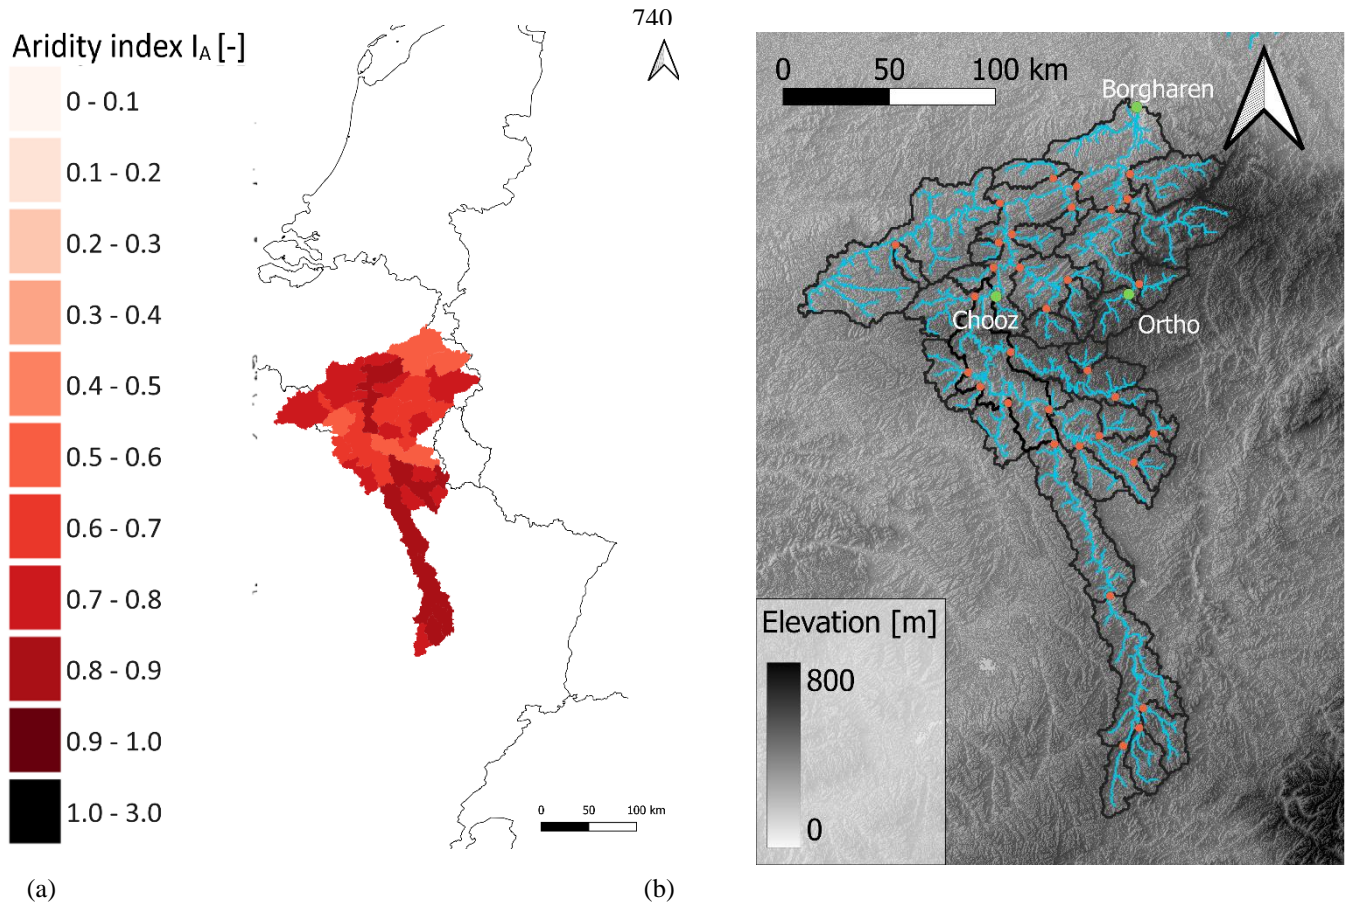 740
Aridity index I_A [-]
0 - 0.1
0.1 - 0.2
0.2 - 0.3
0.3 - 0.4
0.4 - 0.5
0.5 - 0.6
0.6 - 0.7
0.7 - 0.8
0.8 - 0.9
0.9 - 1.0
1.0 - 3.0
0 50 100 km
(a)
0 50 100 km
Borgharen
Chooz
Ortho
Elevation [m]
800
0
(b)